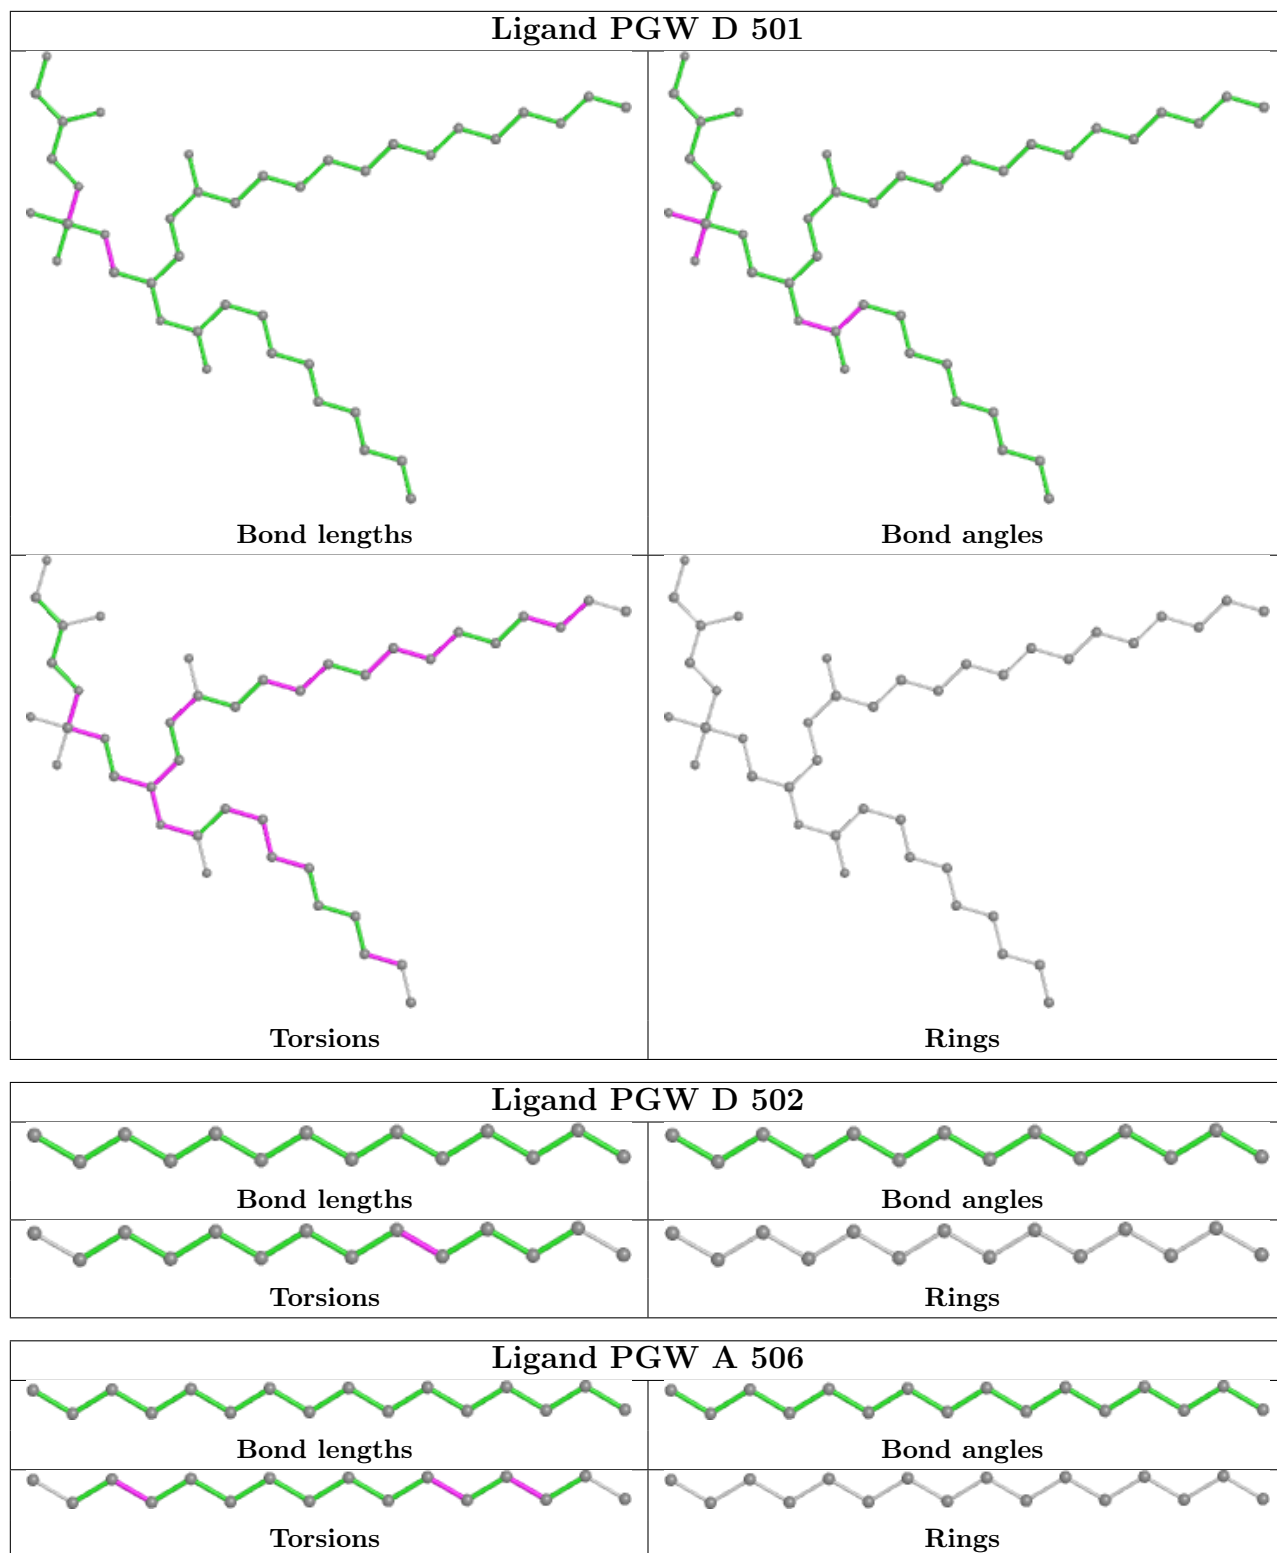 Ligand PGW D 501
Bond lengths
Bond angles
Torsions
Rings
Ligand PGW D 502
Bond lengths
Bond angles
Torsions
Rings
Ligand PGW A 506
Bond lengths
Bond angles
Torsions
Rings